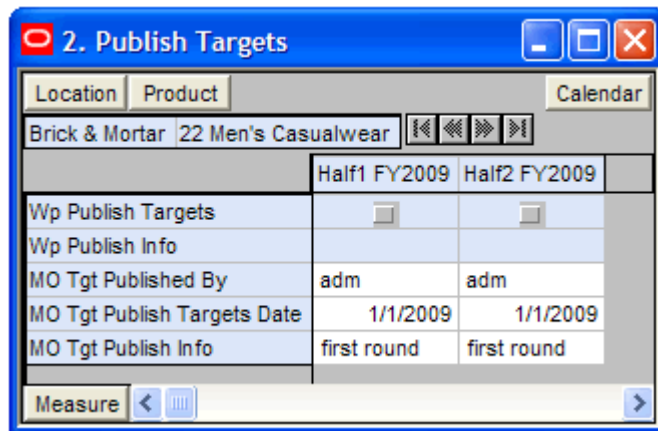 2. Publish Targets
Location Product Calendar
Brick & Mortar 22 Men's Casualwear
Half1 FY2009 Half2 FY2009
Wp Publish Targets
Wp Publish Info
MO Tgt Published By adm adm
MO Tgt Publish Targets Date 1/1/2009 1/1/2009
MO Tgt Publish Info first round first round
Measure